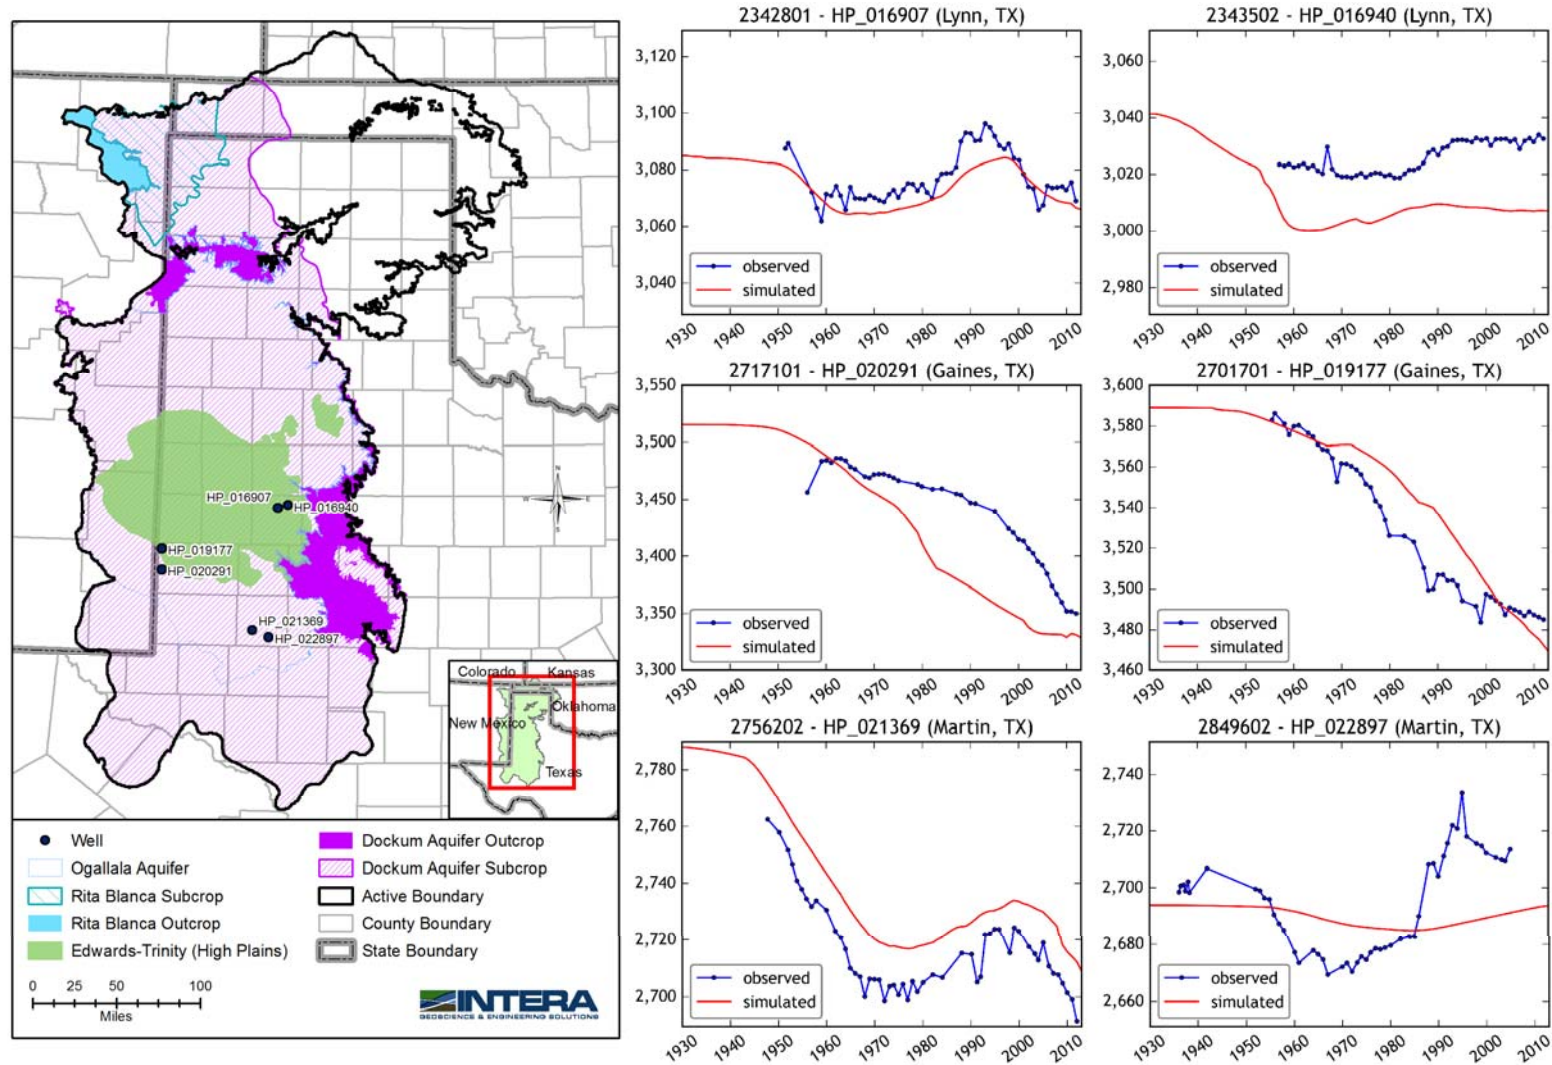 HP_016907
HP_016940
HP_019177
HP_020291
HP_021369
HP_022897
N
W E
S
Colorado Kansas
Oklahoma
New Mexico
Texas
Well
Ogallala Aquifer
Rita Blanca Subcrop
Rita Blanca Outcrop
Edwards-Trinity (High Plains)
Dockum Aquifer Outcrop
Dockum Aquifer Subcrop
Active Boundary
County Boundary
State Boundary
0 25 50 100
Miles
INTERA
GEOSCIENCE & ENGINEERING SOLUTIONS
2342801 - HP_016907 (Lynn, TX)
3,120
3,100
3,080
3,060
3,040
observed
simulated
1930 1940 1950 1960 1970 1980 1990 2000 2010
2343502 - HP_016940 (Lynn, TX)
3,060
3,040
3,020
3,000
2,980
observed
simulated
1930 1940 1950 1960 1970 1980 1990 2000 2010
2717101 - HP_020291 (Gaines, TX)
3,550
3,500
3,450
3,400
3,350
3,300
observed
simulated
1930 1940 1950 1960 1970 1980 1990 2000 2010
2701701 - HP_019177 (Gaines, TX)
3,600
3,580
3,560
3,540
3,520
3,500
3,480
3,460
observed
simulated
1930 1940 1950 1960 1970 1980 1990 2000 2010
2756202 - HP_021369 (Martin, TX)
2,780
2,760
2,740
2,720
2,700
observed
simulated
1930 1940 1950 1960 1970 1980 1990 2000 2010
2849602 - HP_022897 (Martin, TX)
2,740
2,720
2,700
2,680
2,660
observed
simulated
1930 1940 1950 1960 1970 1980 1990 2000 2010